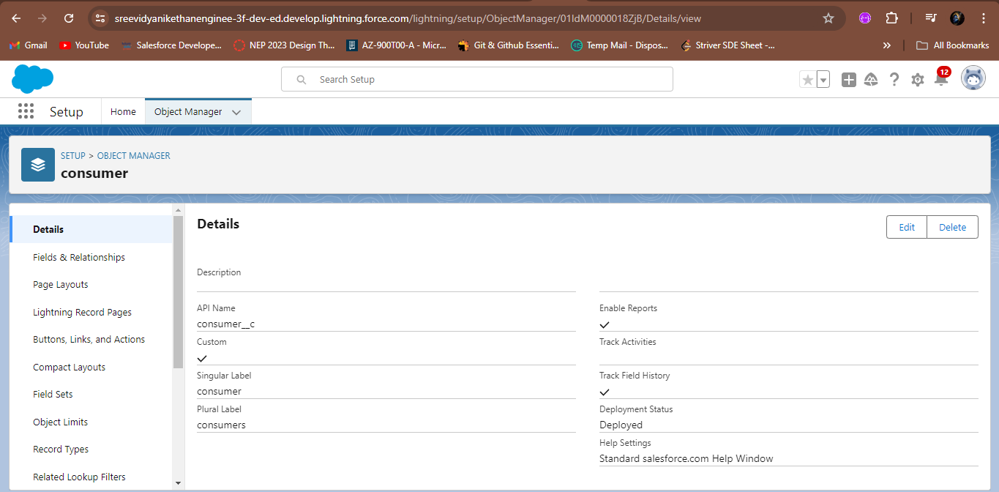 sreevidyanikethanenginee-3f-dev-ed.develop.lightning.force.com/lightning/setup/ObjectManager/01IdM0000018ZjB/Details/view
Gmail YouTube Salesforce Develope... NEP 2023 Design Th... AZ-900T00-A - Micr... Git & Github Essenti... Temp Mail - Dispos... Striver SDE Sheet -... » All Bookmarks
Search Setup 12
Setup Home Object Manager
SETUP > OBJECT MANAGER
consumer
Details
Fields & Relationships
Page Layouts
Lightning Record Pages
Buttons, Links, and Actions
Compact Layouts
Field Sets
Object Limits
Record Types
Related Lookup Filters
Details Edit Delete
Description
API Name
consumer__c
Custom
Singular Label
consumer
Plural Label
consumers
Enable Reports
Track Activities
Track Field History
Deployment Status
Deployed
Help Settings
Standard salesforce.com Help Window